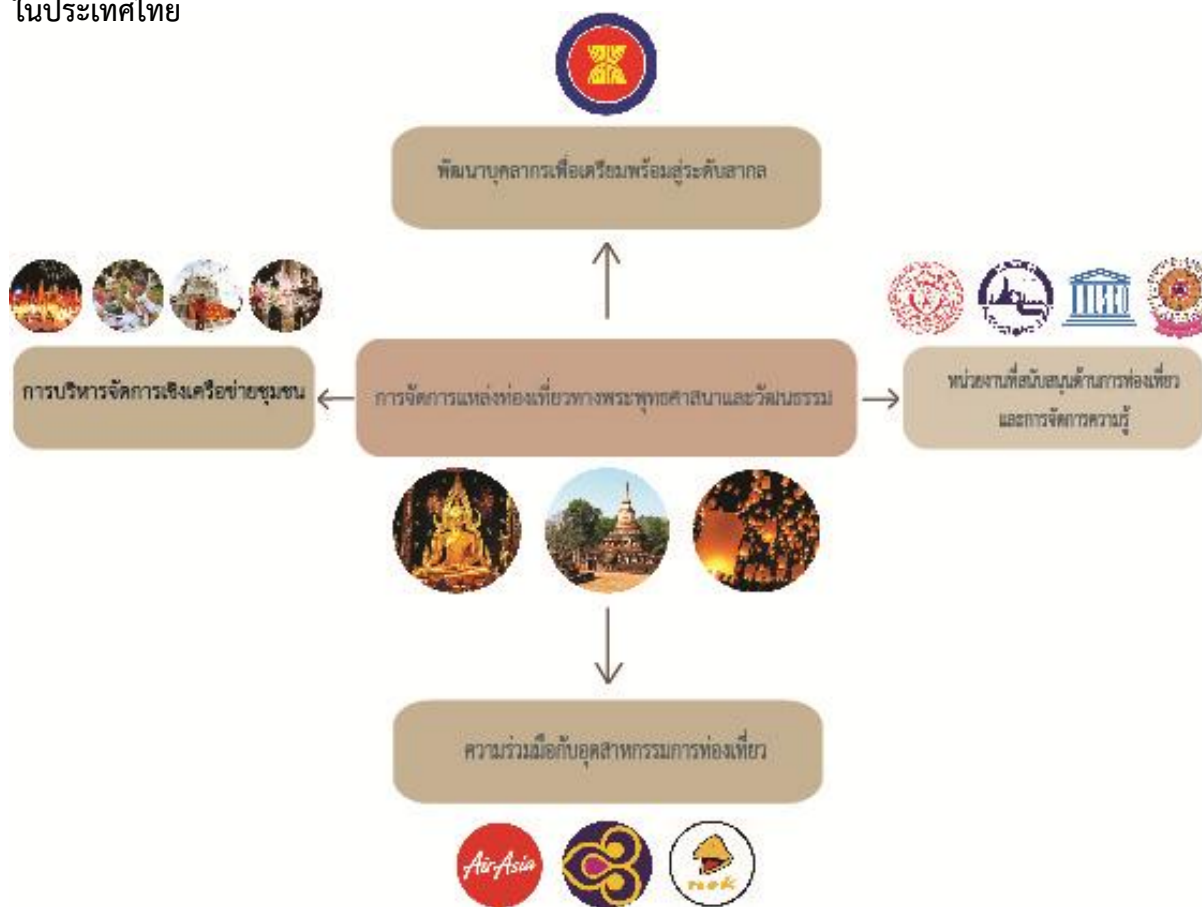 ในประเทศไทย
พัฒนาบุคลากรเพื่อเตรียมพร้อมสู่ระดับสากล
การบริหารจัดการเชิงเครือข่ายชุมชน
การจัดการแหล่งท่องเที่ยวทางพระพุทธศาสนาและวัฒนธรรม
หน่วยงานที่สนับสนุนด้านการท่องเที่ยว
และการจัดการความรู้
ความร่วมมือกับอุตสาหกรรมการท่องเที่ยว
AirAsia
nok